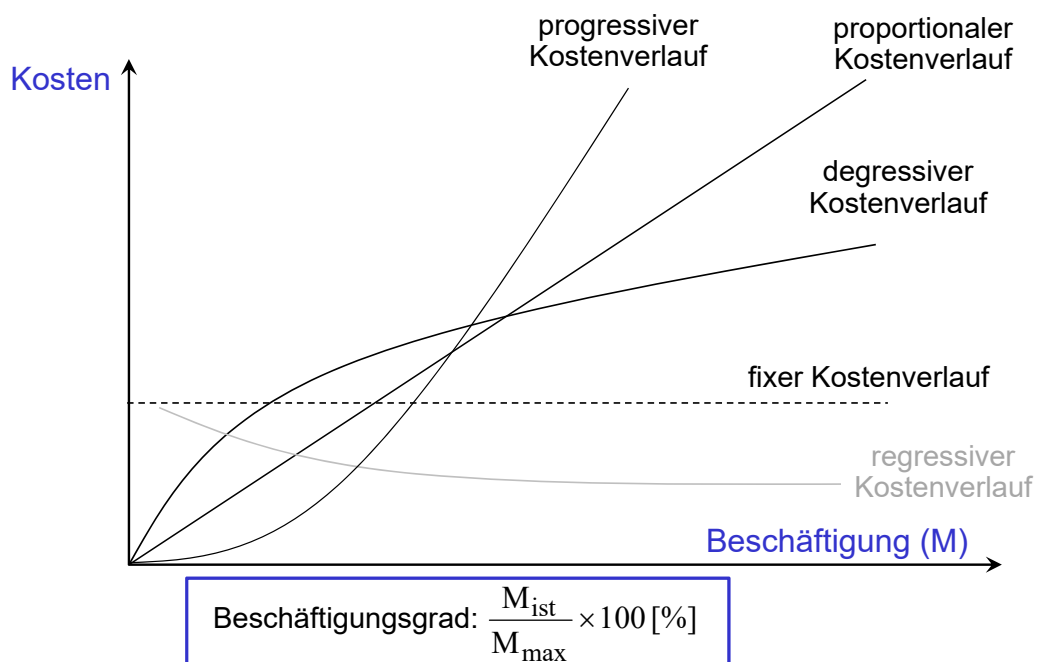 progressiver
Kostenverlauf
proportionaler
Kostenverlauf
Kosten
degressiver
Kostenverlauf
fixer Kostenverlauf
regressiver
Kostenverlauf
Beschäftigung (M)
Beschäftigungsgrad: M_ist / M_max × 100 [%]